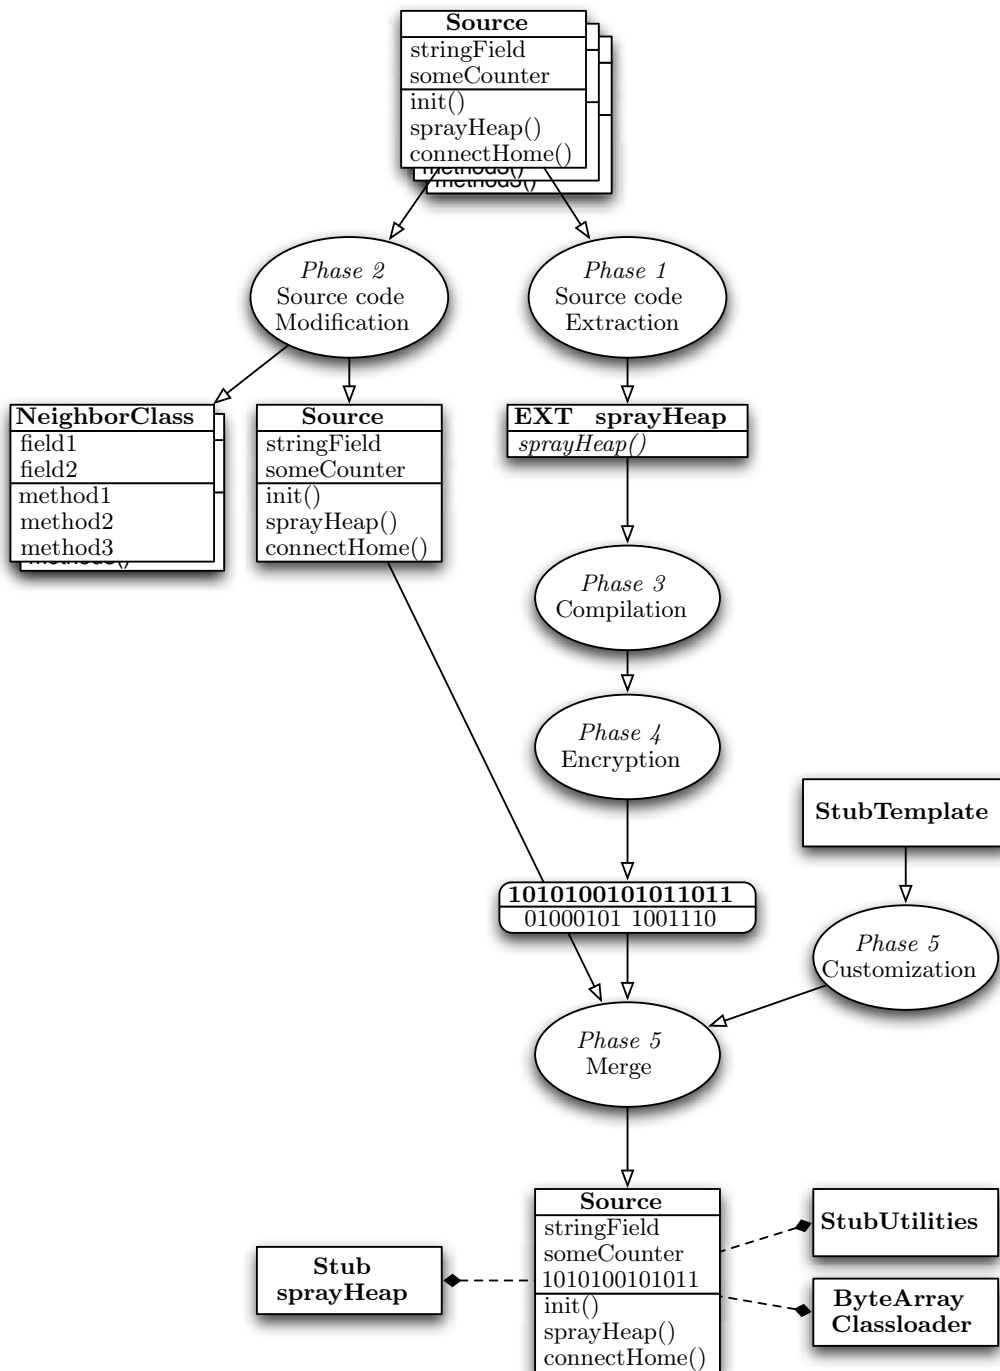 Source
stringField
someCounter
init()
sprayHeap()
connectHome()
methods()
methods()
Phase 2
Source code
Modification
Phase 1
Source code
Extraction
NeighborClass
field1
field2
method1
method2
method3
Source
stringField
someCounter
init()
sprayHeap()
connectHome()
EXT sprayHeap
sprayHeap()
Phase 3
Compilation
Phase 4
Encryption
StubTemplate
1010100101011011
01000101 1001110
Phase 5
Customization
Phase 5
Merge
Source
stringField
someCounter
1010100101011
init()
sprayHeap()
connectHome()
Stub
sprayHeap
StubUtilities
ByteArray
Classloader